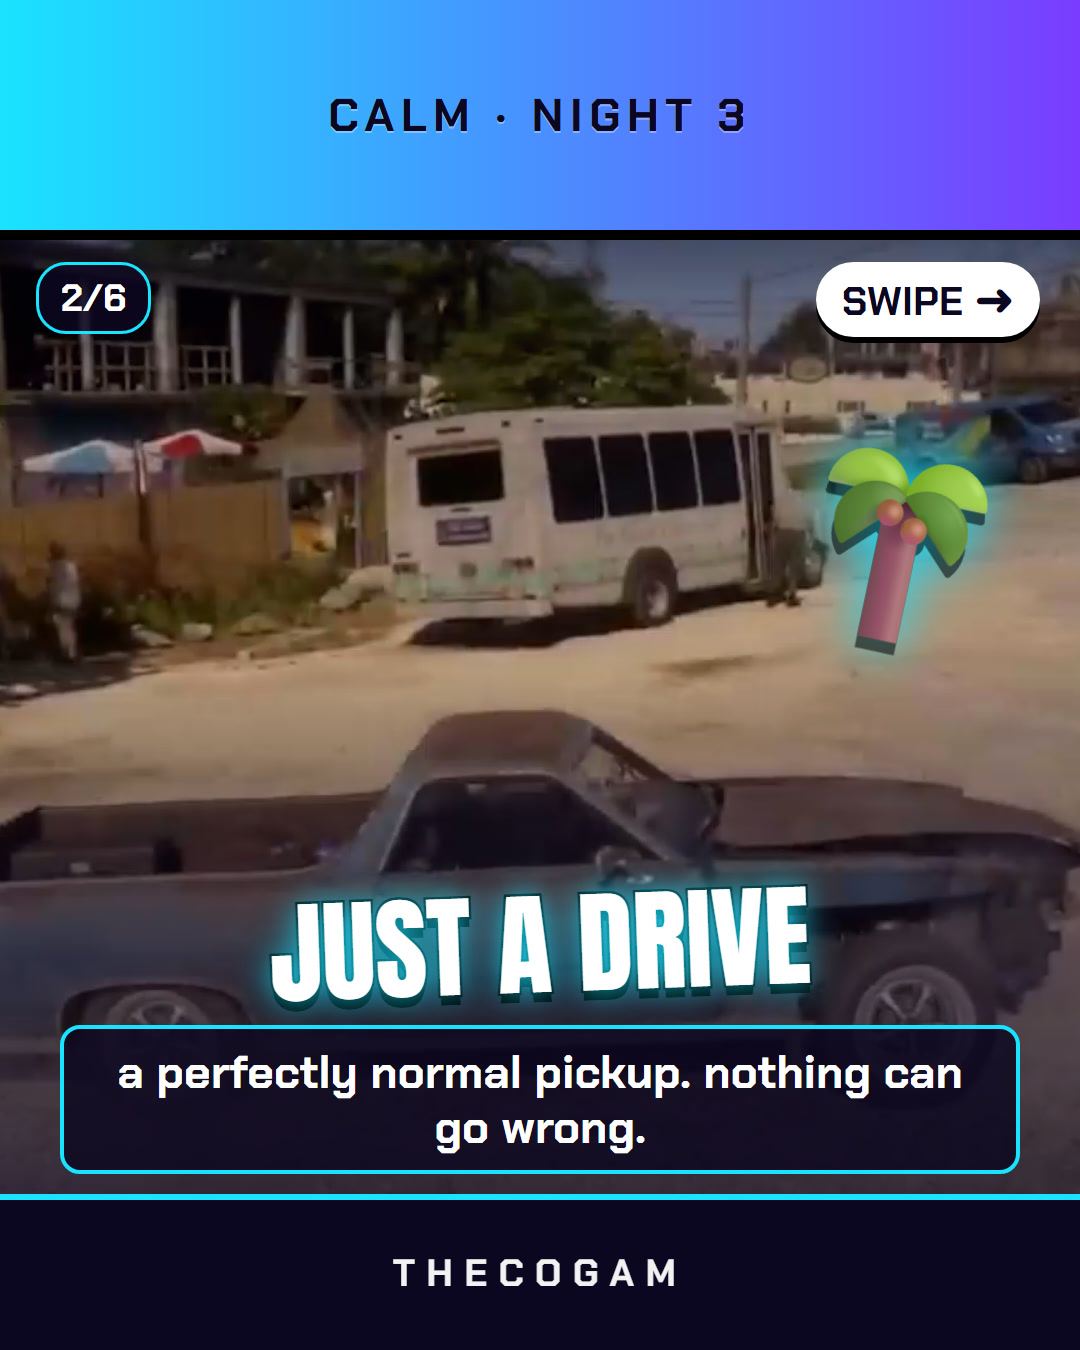 CALM · NIGHT 3
2/6
SWIPE →
JUST A DRIVE
a perfectly normal pickup. nothing can
go wrong.
THECOGAM